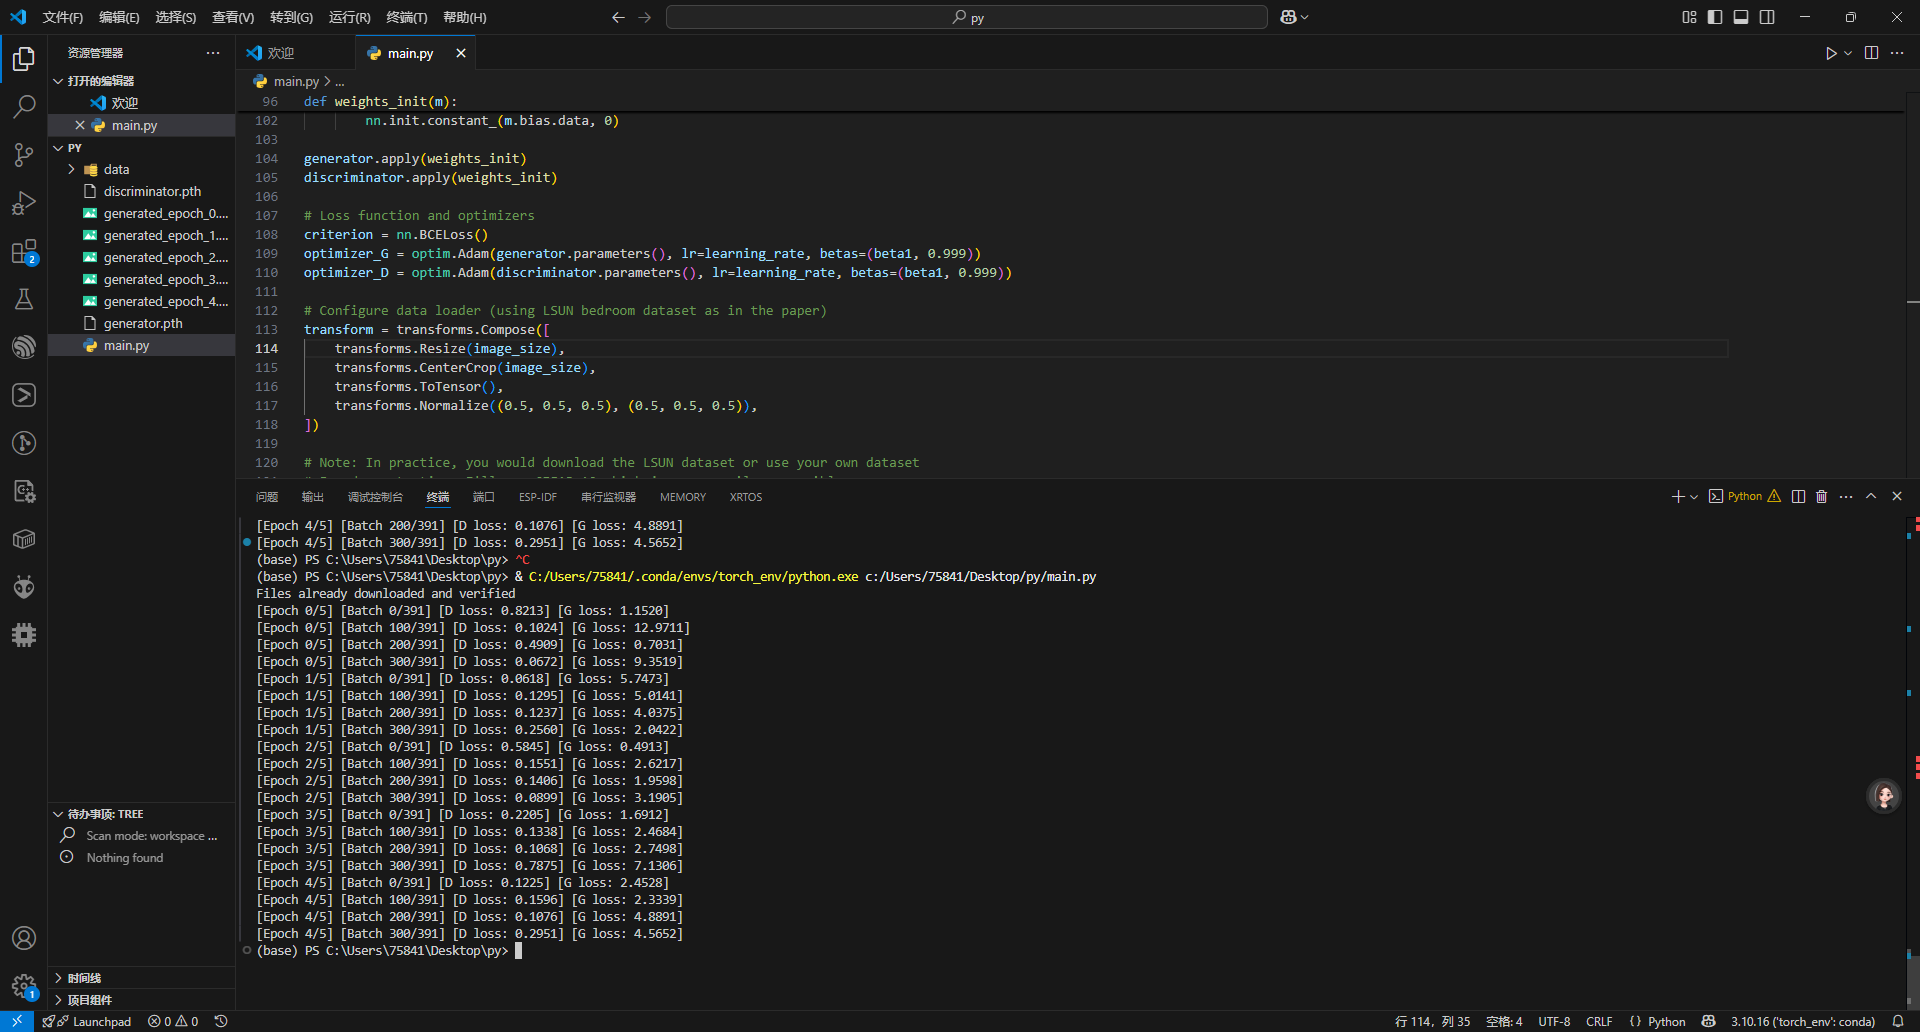 文件(F) 编辑(E) 选择(S) 查看(V) 转到(G) 运行(R) 终端(T) 帮助(H)
py
资源管理器
欢迎
main.py
打开的编辑器
欢迎
main.py
PY
data
discriminator.pth
generated_epoch_0....
generated_epoch_1....
generated_epoch_2....
generated_epoch_3....
generated_epoch_4....
generator.pth
main.py
待办事项: TREE
Scan mode: workspace ...
Nothing found
时间线
项目组件
2
1
main.py > ...
96 def weights_init(m):
102 nn.init.constant_(m.bias.data, 0)
103
104 generator.apply(weights_init)
105 discriminator.apply(weights_init)
106
107 # Loss function and optimizers
108 criterion = nn.BCELoss()
109 optimizer_G = optim.Adam(generator.parameters(), lr=learning_rate, betas=(beta1, 0.999))
110 optimizer_D = optim.Adam(discriminator.parameters(), lr=learning_rate, betas=(beta1, 0.999))
111
112 # Configure data loader (using LSUN bedroom dataset as in the paper)
113 transform = transforms.Compose([
114 transforms.Resize(image_size),
115 transforms.CenterCrop(image_size),
116 transforms.ToTensor(),
117 transforms.Normalize((0.5, 0.5, 0.5), (0.5, 0.5, 0.5)),
118 ])
119
120 # Note: In practice, you would download the LSUN dataset or use your own dataset
问题 输出 调试控制台 终端 端口 ESP-IDF 串行监视器 MEMORY XRTOS
Python
[Epoch 4/5] [Batch 200/391] [D loss: 0.1076] [G loss: 4.8891]
[Epoch 4/5] [Batch 300/391] [D loss: 0.2951] [G loss: 4.5652]
(base) PS C:\Users\75841\Desktop\py> ^C
(base) PS C:\Users\75841\Desktop\py> & C:/Users/75841/.conda/envs/torch_env/python.exe c:/Users/75841/Desktop/py/main.py
Files already downloaded and verified
[Epoch 0/5] [Batch 0/391] [D loss: 0.8213] [G loss: 1.1520]
[Epoch 0/5] [Batch 100/391] [D loss: 0.1024] [G loss: 12.9711]
[Epoch 0/5] [Batch 200/391] [D loss: 0.4909] [G loss: 0.7031]
[Epoch 0/5] [Batch 300/391] [D loss: 0.0672] [G loss: 9.3519]
[Epoch 1/5] [Batch 0/391] [D loss: 0.0618] [G loss: 5.7473]
[Epoch 1/5] [Batch 100/391] [D loss: 0.1295] [G loss: 5.0141]
[Epoch 1/5] [Batch 200/391] [D loss: 0.1237] [G loss: 4.0375]
[Epoch 1/5] [Batch 300/391] [D loss: 0.2560] [G loss: 2.0422]
[Epoch 2/5] [Batch 0/391] [D loss: 0.5845] [G loss: 0.4913]
[Epoch 2/5] [Batch 100/391] [D loss: 0.1551] [G loss: 2.6217]
[Epoch 2/5] [Batch 200/391] [D loss: 0.1406] [G loss: 1.9598]
[Epoch 2/5] [Batch 300/391] [D loss: 0.0899] [G loss: 3.1905]
[Epoch 3/5] [Batch 0/391] [D loss: 0.2205] [G loss: 1.6912]
[Epoch 3/5] [Batch 100/391] [D loss: 0.1338] [G loss: 2.4684]
[Epoch 3/5] [Batch 200/391] [D loss: 0.1068] [G loss: 2.7498]
[Epoch 3/5] [Batch 300/391] [D loss: 0.7875] [G loss: 7.1306]
[Epoch 4/5] [Batch 0/391] [D loss: 0.1225] [G loss: 2.4528]
[Epoch 4/5] [Batch 100/391] [D loss: 0.1596] [G loss: 2.3339]
[Epoch 4/5] [Batch 200/391] [D loss: 0.1076] [G loss: 4.8891]
[Epoch 4/5] [Batch 300/391] [D loss: 0.2951] [G loss: 4.5652]
(base) PS C:\Users\75841\Desktop\py>
Launchpad 0 0 行 114, 列 35 空格: 4 UTF-8 CRLF {} Python 3.10.16 ('torch_env': conda)